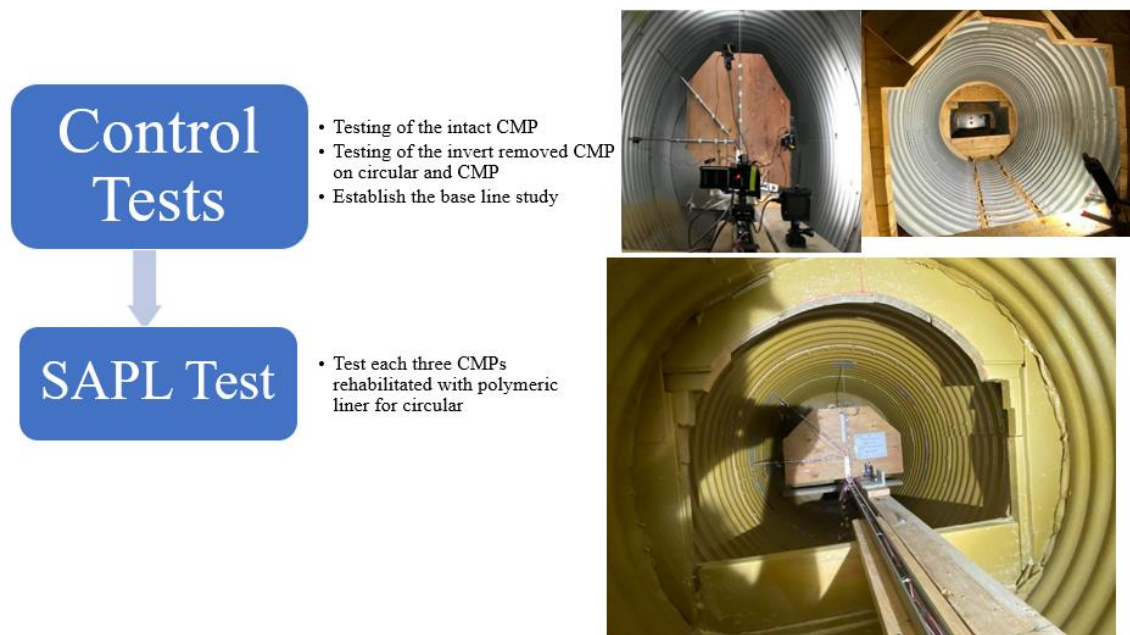 Control
Tests
• Testing of the intact CMP
• Testing of the invert removed CMP
on circular and CMP
• Establish the base line study
SAPL Test
• Test each three CMPs
rehabilitated with polymeric
liner for circular